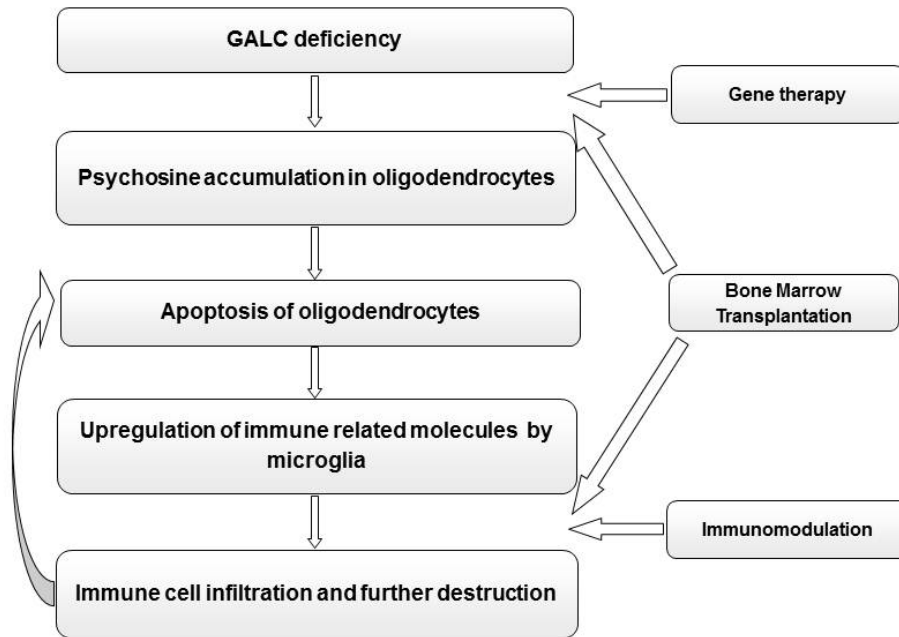 GALC deficiency
Gene therapy
Psychosine accumulation in oligodendrocytes
Apoptosis of oligodendrocytes
Bone Marrow
Transplantation
Upregulation of immune related molecules by
microglia
Immunomodulation
Immune cell infiltration and further destruction